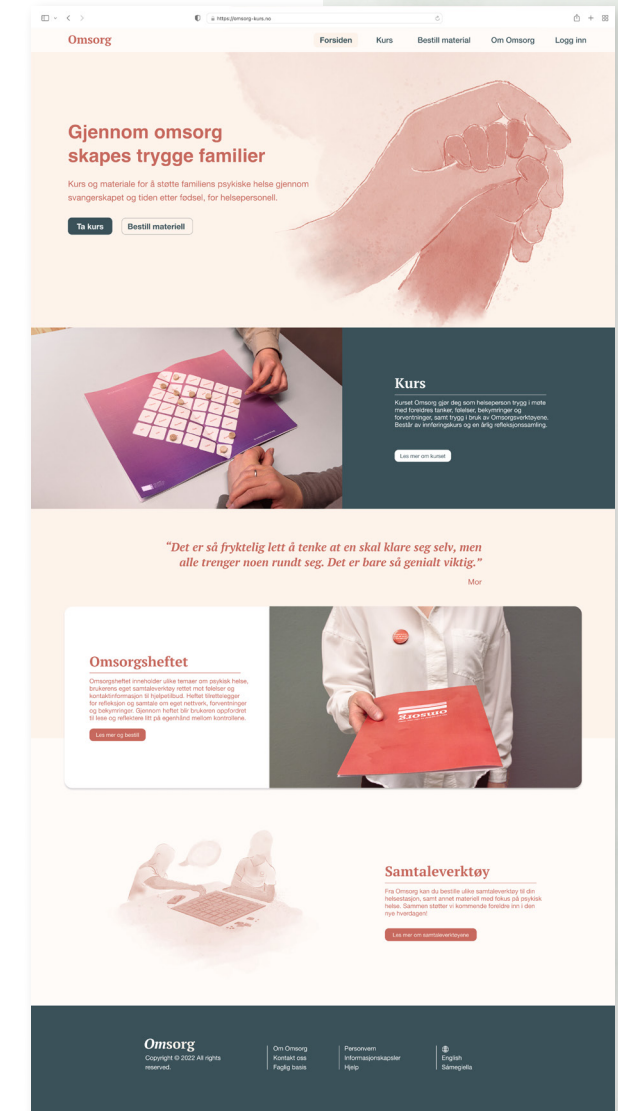 https://omsorg-kurs.no
Omsorg
Forsiden
Kurs
Bestill material
Om Omsorg
Logg inn
Gjennom omsorg
skapes trygge familier
Kurs og materiale for å støtte familiens psykiske helse gjennom
svangerskapet og tiden etter fødsel, for helsepersonell.
Ta kurs
Bestill materiell
Kurs
Kurset Omsorg gjør deg som helseperson trygg i møte
med foreldres tanker, følelser, bekymringer og
forventninger, samt trygg i bruk av Omsorgsverktøyene.
Består av innføringskurs og en årlig refleksjonssamling.
Les mer om kurset
“Det er så fryktelig lett å tenke at en skal klare seg selv, men
alle trenger noen rundt seg. Det er bare så genialt viktig.”
Mor
Omsorgsheftet
Omsorgsheftet inneholder ulike temaer om psykisk helse,
brukerens eget samtaleverktøy rettet mot følelser og
kontaktinformasjon til hjelpetilbud. Heftet tilrettelegger
for refleksjon og samtale om eget nettverk, forventninger
og bekymringer. Gjennom heftet blir brukeren oppfordret
til å lese og reflektere litt på egenhånd mellom kontrollene.
Les mer og bestill
omsorg
Samtaleverktøy
Fra Omsorg kan du bestille ulike samtaleverktøy til din
helsestasjon, samt annet materiell med fokus på psykisk
helse. Sammen støtter vi kommende foreldre inn i den
nye hverdagen!
Les mer om samtaleverktøyene
Omsorg
Copyright © 2022 All rights
reserved.
Om Omsorg
Kontakt oss
Faglig basis
Personvern
Informasjonskapsler
Hjelp
English
Sámegiella